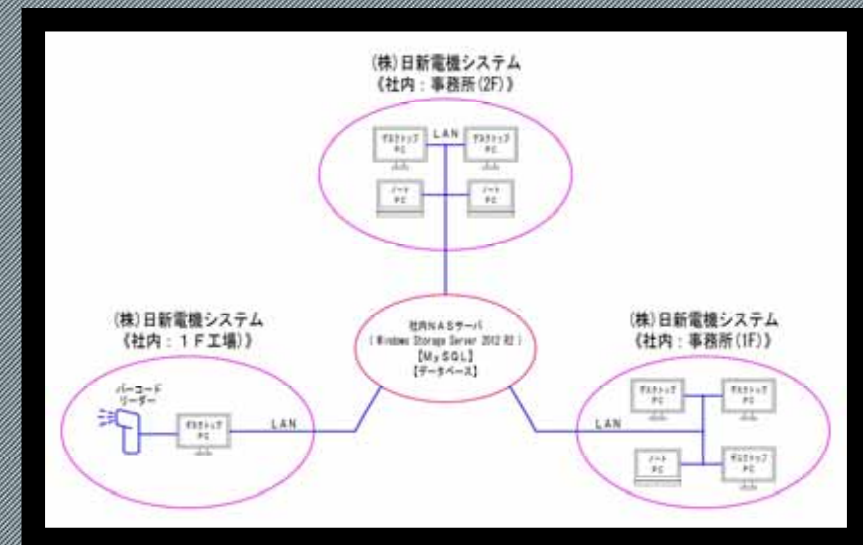 (株)日新電機システム
《社内：事務所(2F)》
LAN
デスクトップ
PC
デスクトップ
PC
ノート
PC
ノート
PC
(株)日新電機システム
《社内：１Ｆ工場)》
バーコード
リーダー
デスクトップ
PC
LAN
社内ＮＡＳサーバ
( Windows Storage Server 2012 R2 )
【ＭｙＳＱＬ】
【データベース】
(株)日新電機システム
《社内：事務所(1F)》
LAN
デスクトップ
PC
デスクトップ
PC
ノート
PC
デスクトップ
PC